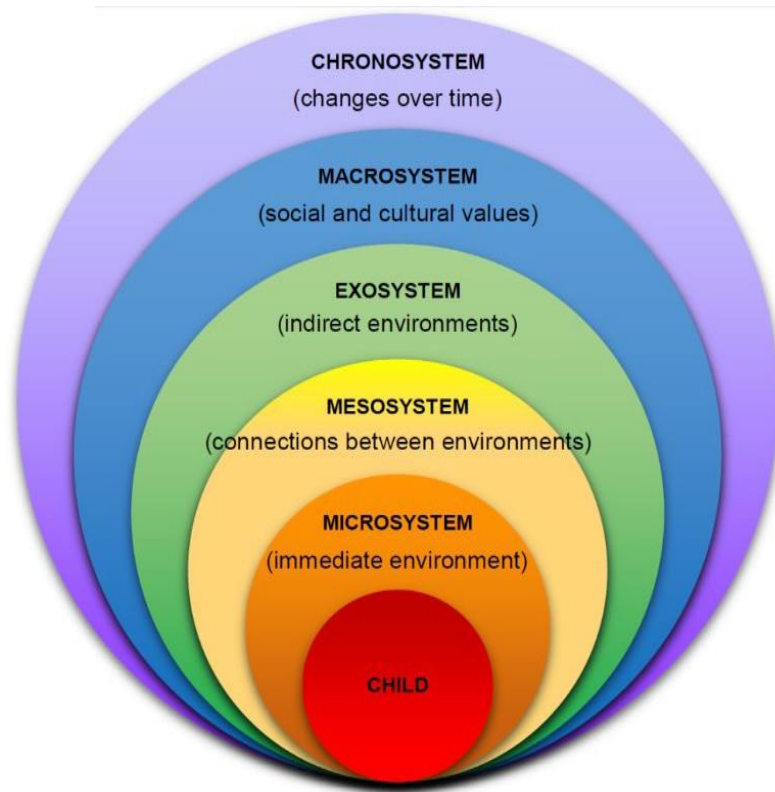 CHRONOSYSTEM
(changes over time)
MACROSYSTEM
(social and cultural values)
EXOSYSTEM
(indirect environments)
MESOSYSTEM
(connections between environments)
MICROSYSTEM
(immediate environment)
CHILD